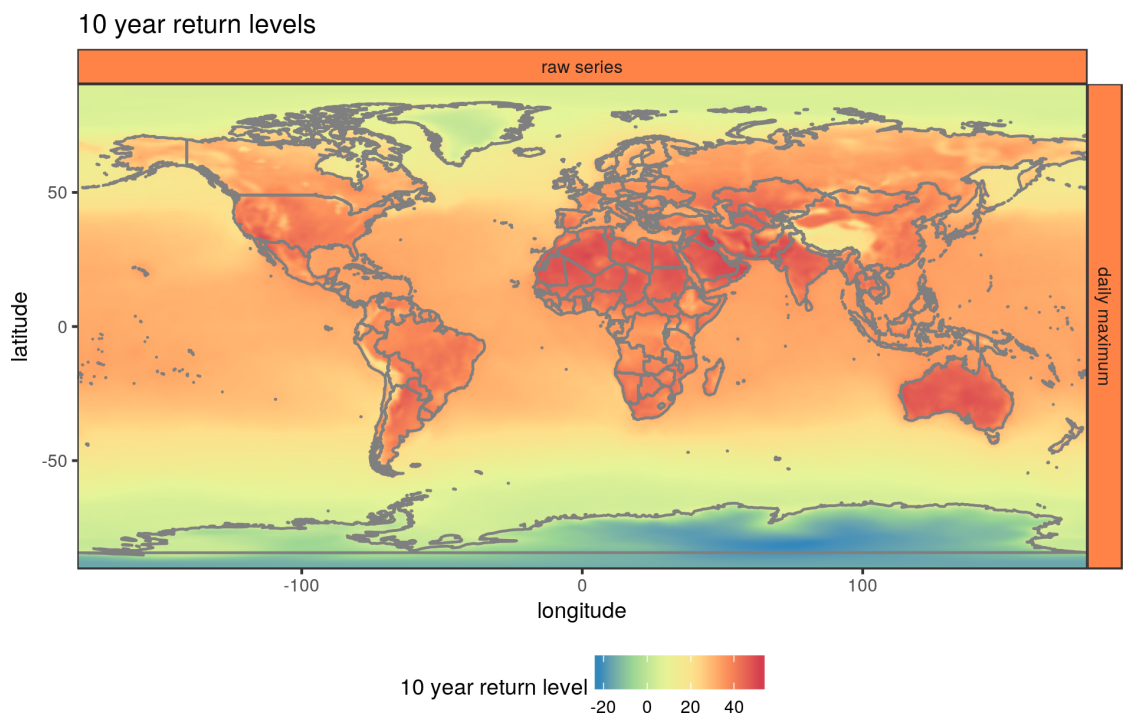 10 year return levels
raw series
daily maximum
50
0
-50
latitude
-100
0
100
longitude
10 year return level
-20
0
20
40